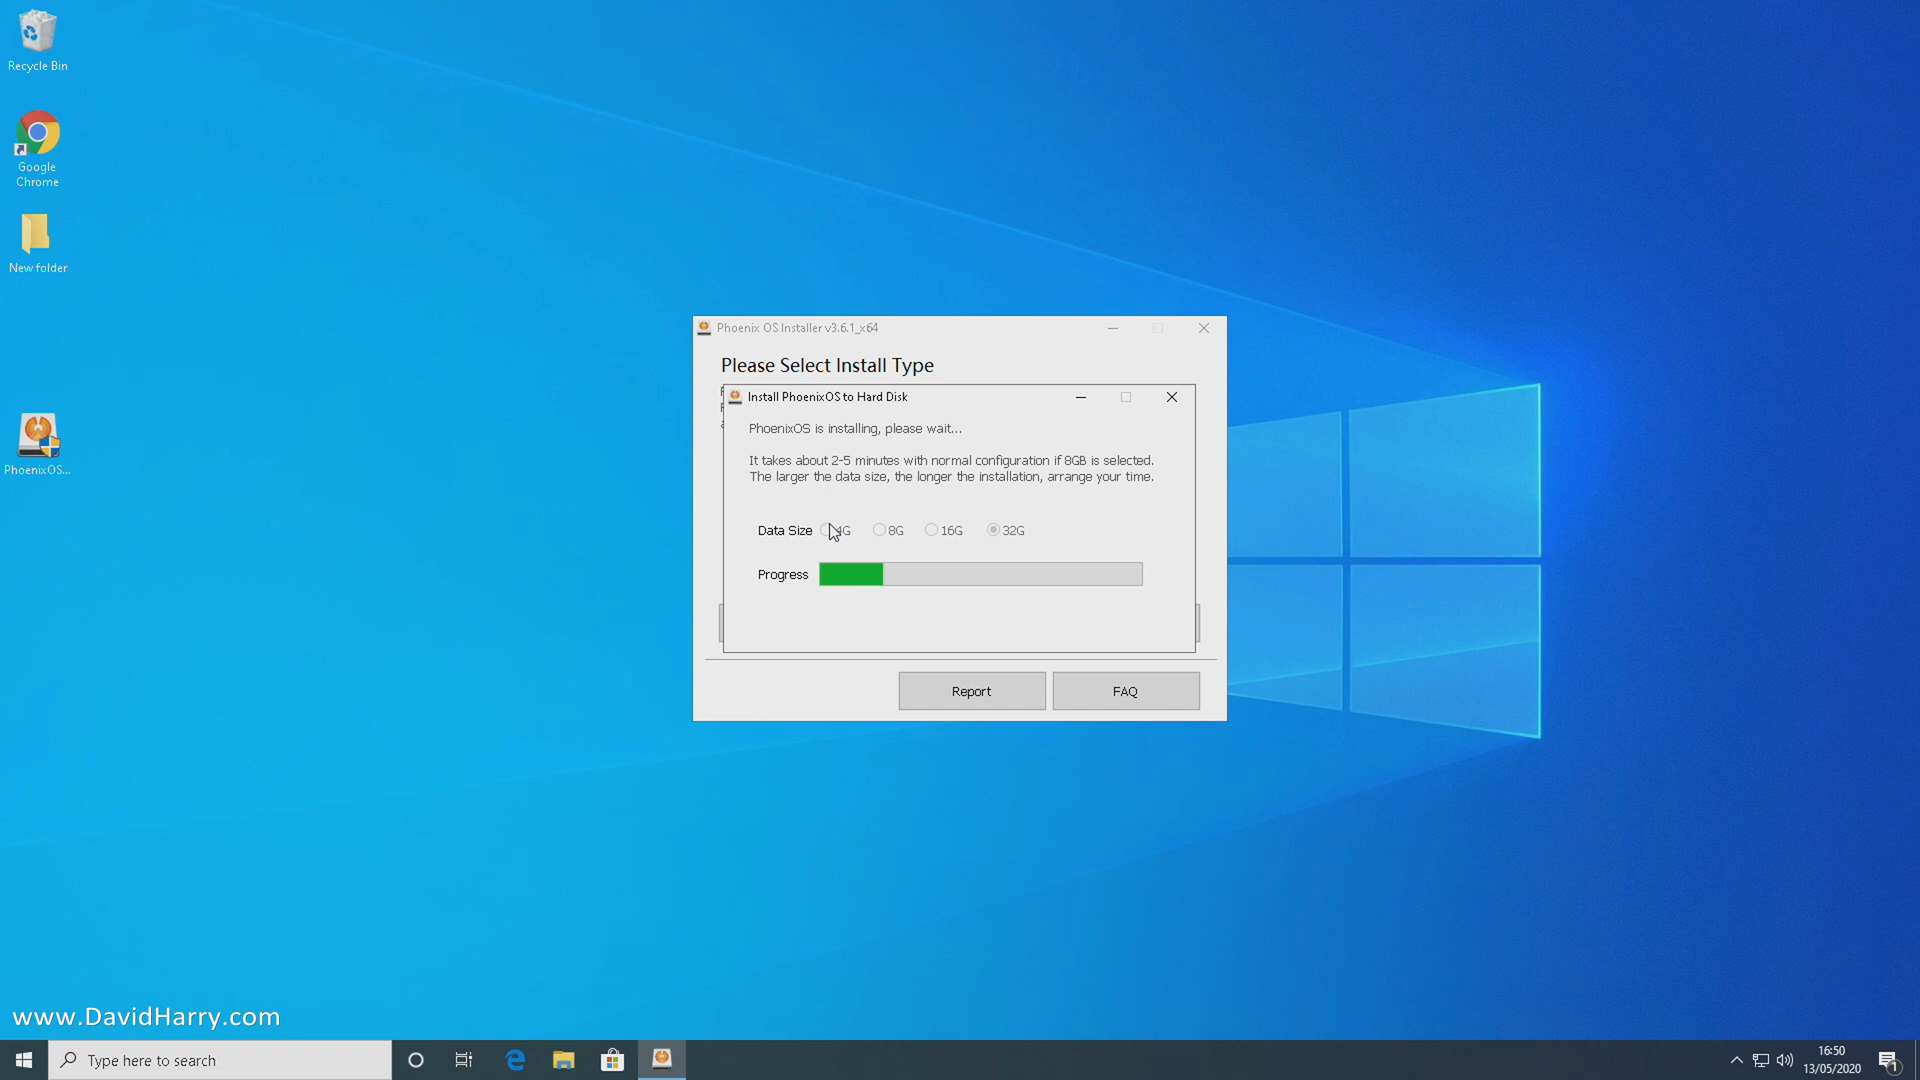 Recycle Bin
Google
Chrome
New folder
PhoenixOS...
Phoenix OS Installer v3.6.1_x64
Please Select Install Type
Install PhoenixOS to Hard Disk
PhoenixOS is installing, please wait...
It takes about 2-5 minutes with normal configuration if 8GB is selected.
The larger the data size, the longer the installation, arrange your time.
Data Size 4G 8G 16G 32G
Progress
Report FAQ
www.DavidHarry.com
Type here to search
16:50
13/05/2020
1